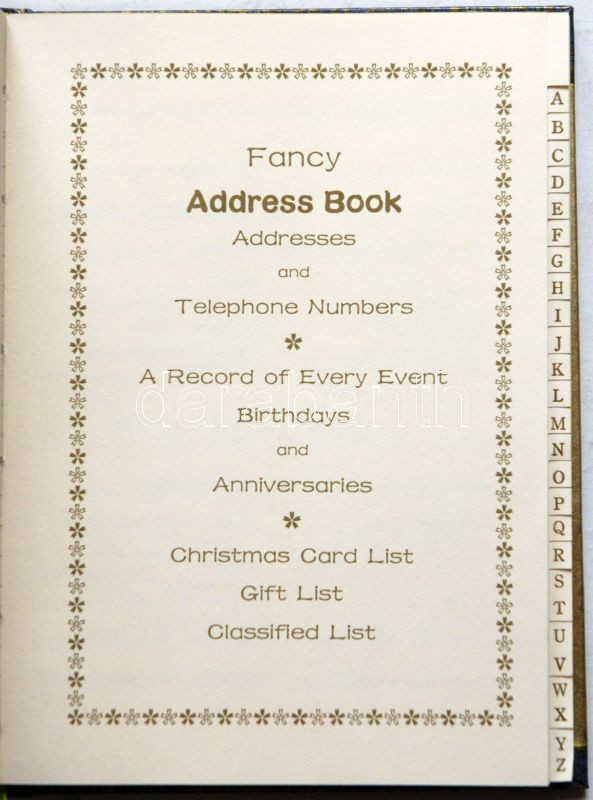 Fancy
Address Book
Addresses
and
Telephone Numbers
A Record of Every Event
Birthdays
and
Anniversaries
Christmas Card List
Gift List
Classified List
darabanth
A
B
C
D
E
F
G
H
I
J
K
L
M
N
O
P
Q
R
S
T
U
V
W
X
Y
Z